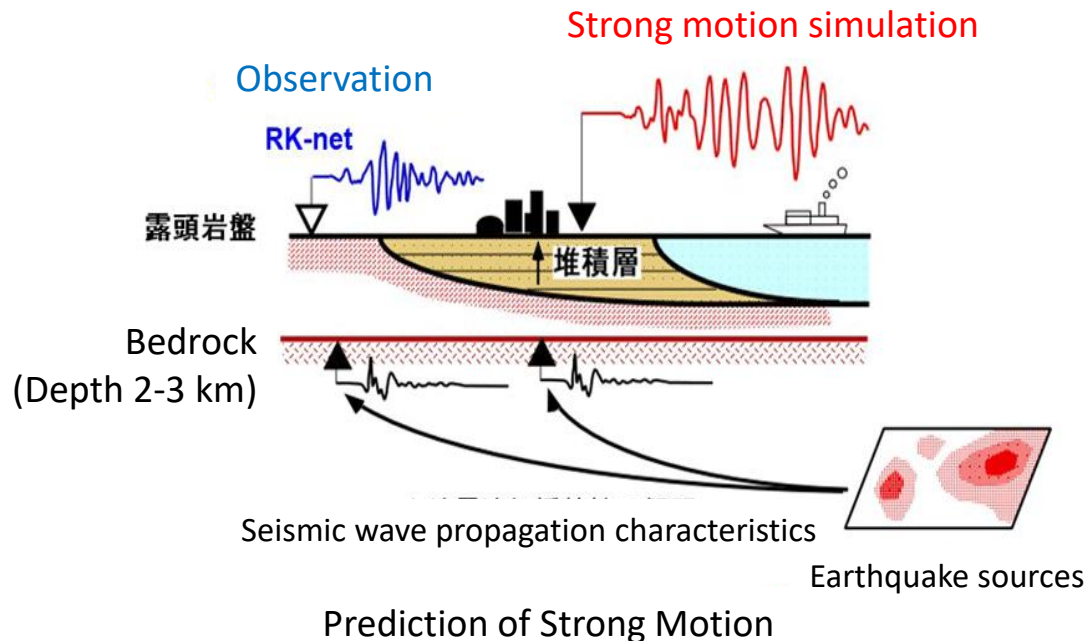 Strong motion simulation
Observation
RK-net
露頭岩盤
堆積層
Bedrock
(Depth 2-3 km)
Seismic wave propagation characteristics
Earthquake sources
Prediction of Strong Motion